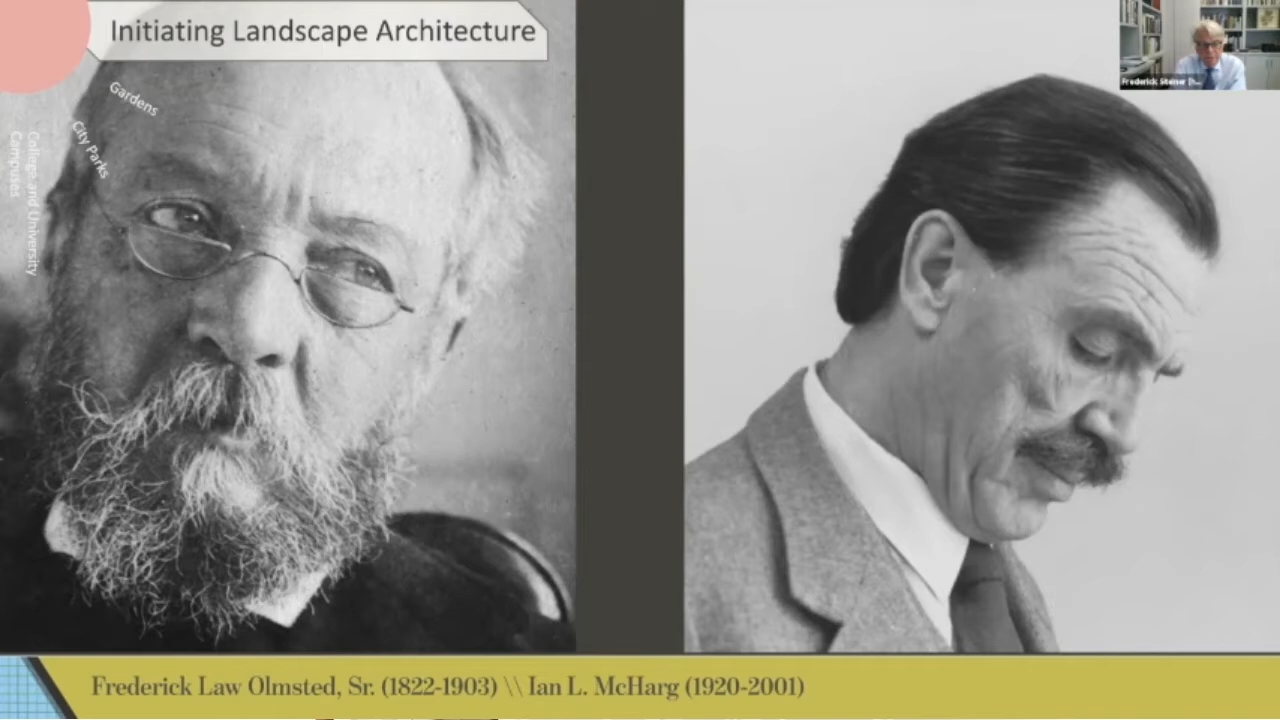 Initiating Landscape Architecture
Gardens
City Parks
College and University
Campuses
Frederick Steiner (h...
Frederick Law Olmsted, Sr. (1822-1903) \\ Ian L. McHarg (1920-2001)